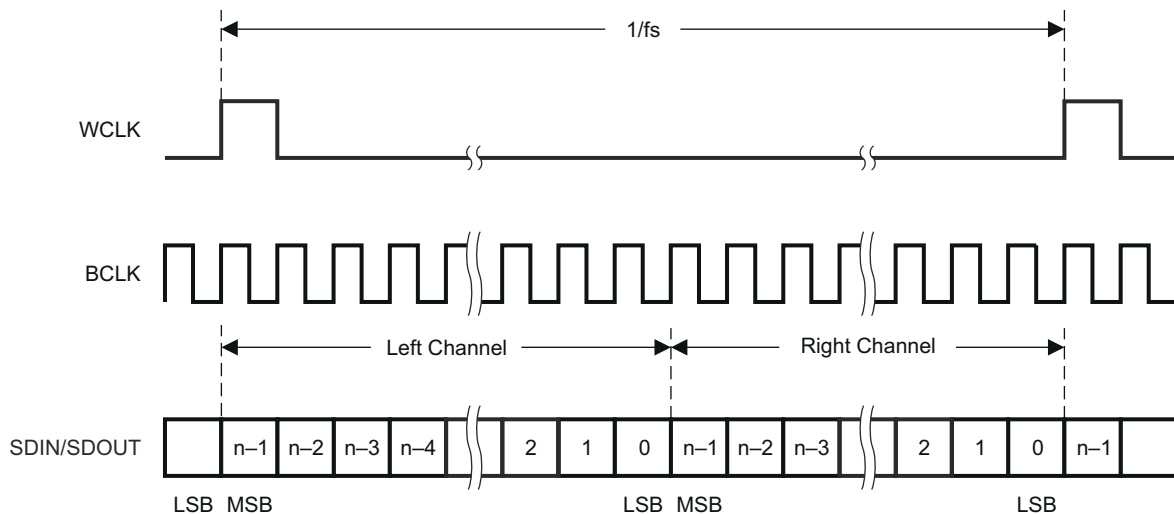 1/fs
WCLK
BCLK
Left Channel
Right Channel
SDIN/SDOUT
n–1 n–2 n–3 n–4 2 1 0 n–1 n–2 n–3 2 1 0 n–1
LSB MSB LSB MSB LSB